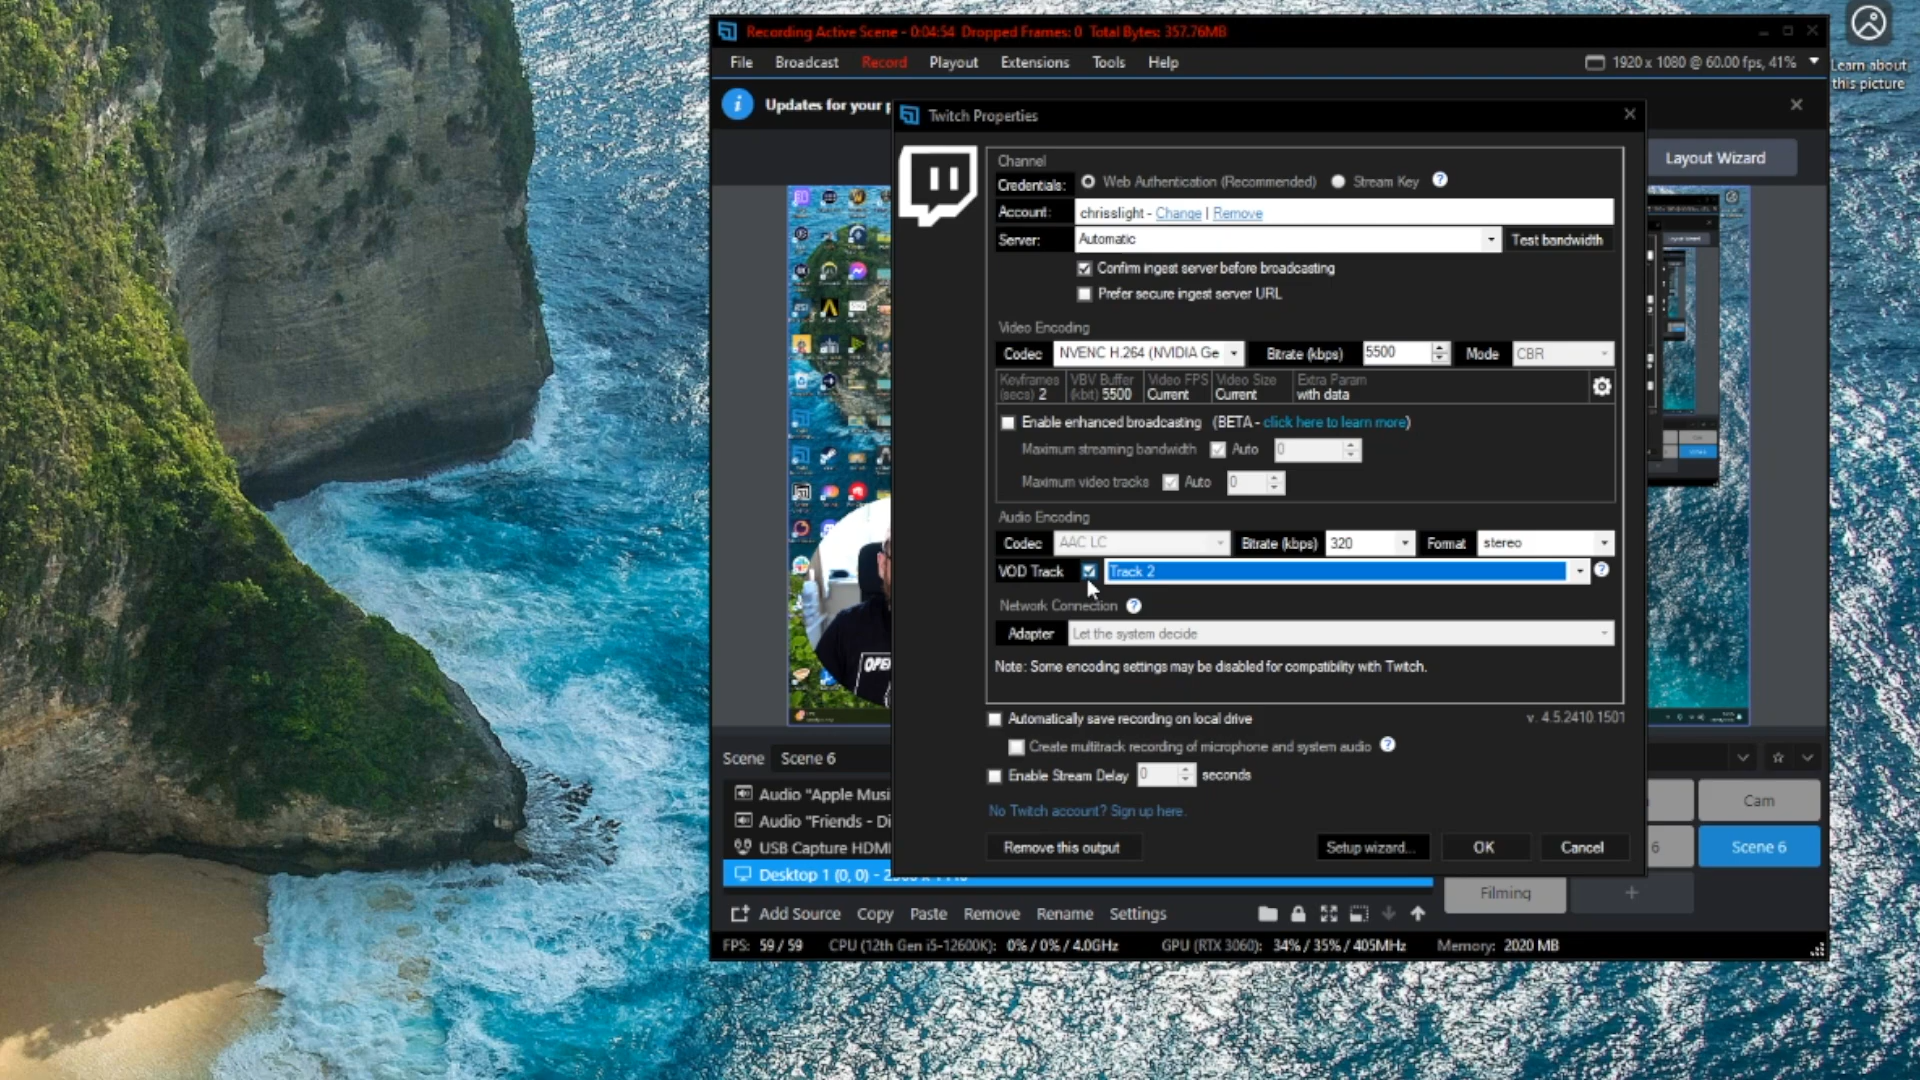 Recording Active Scene - 0:04:54 Dropped Frames: 0 Total Bytes: 357.76MB
File Broadcast Record Playout Extensions Tools Help 1920 x 1080 @ 60.00 fps, 41%
Learn about
this picture
Updates for your p
Twitch Properties
Layout Wizard
Channel
Credentials: Web Authentication (Recommended) Stream Key ?
Account: chrisslight - Change | Remove
Server: Automatic Test bandwidth
Confirm ingest server before broadcasting
Prefer secure ingest server URL
Video Encoding
Codec NVENC H.264 (NVIDIA Ge Bitrate (kbps) 5500 Mode CBR
Keyframes VBV Buffer Video FPS Video Size Extra Param
(secs) 2 (kbit) 5500 Current Current with data
Enable enhanced broadcasting (BETA - click here to learn more)
Maximum streaming bandwidth Auto 0
Maximum video tracks Auto 0
Audio Encoding
Codec AAC LC Bitrate (kbps) 320 Format stereo
VOD Track Track 2 ?
Network Connection ?
Adapter Let the system decide
Note: Some encoding settings may be disabled for compatibility with Twitch.
OPE
Automatically save recording on local drive v. 4.5.2410.1501
Create multitrack recording of microphone and system audio ?
Enable Stream Delay 0 seconds
No Twitch account? Sign up here.
Remove this output Setup wizard... OK Cancel
Scene Scene 6
Audio "Apple Musi
Audio "Friends - Di
USB Capture HDMI
Desktop 1 (0, 0) -
Cam
6 Scene 6
Filming +
Add Source Copy Paste Remove Rename Settings
FPS: 59 / 59 CPU (12th Gen i5-12600K): 0% / 0% / 4.0GHz GPU (RTX 3060): 34% / 35% / 405MHz Memory: 2020 MB